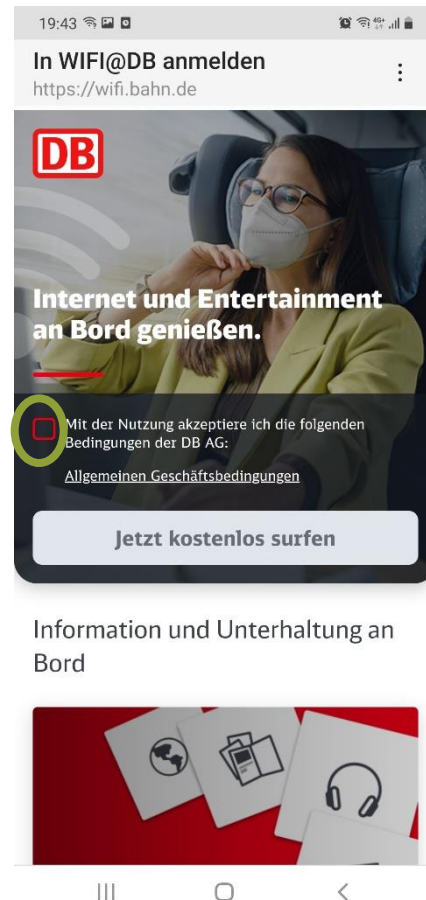 19:43
4G+
In WIFI@DB anmelden
https://wifi.bahn.de
DB
Internet und Entertainment
an Bord genießen.
Mit der Nutzung akzeptiere ich die folgenden
Bedingungen der DB AG:
Allgemeinen Geschäftsbedingungen
Jetzt kostenlos surfen
Information und Unterhaltung an
Bord